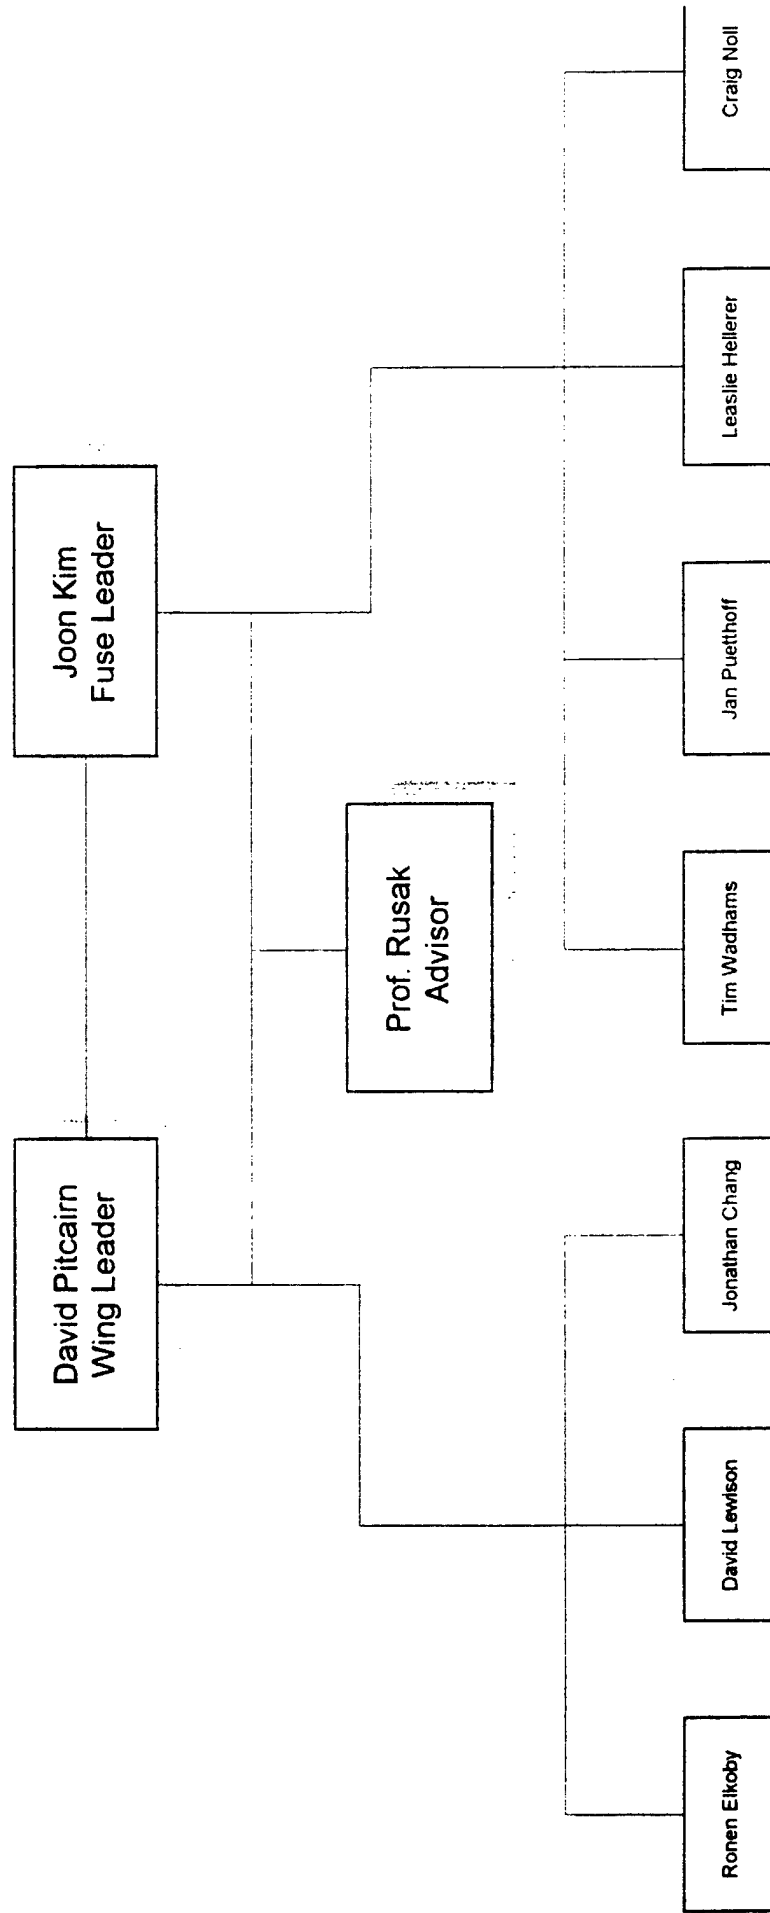 David Pitcairn
Wing Leader
Joon Kim
Fuse Leader
Prof. Rusak
Advisor
Ronen Elkoby
David Lewison
Jonathan Chang
Tim Wadhams
Jan Puetthoff
Leaslie Hellerer
Craig Noll